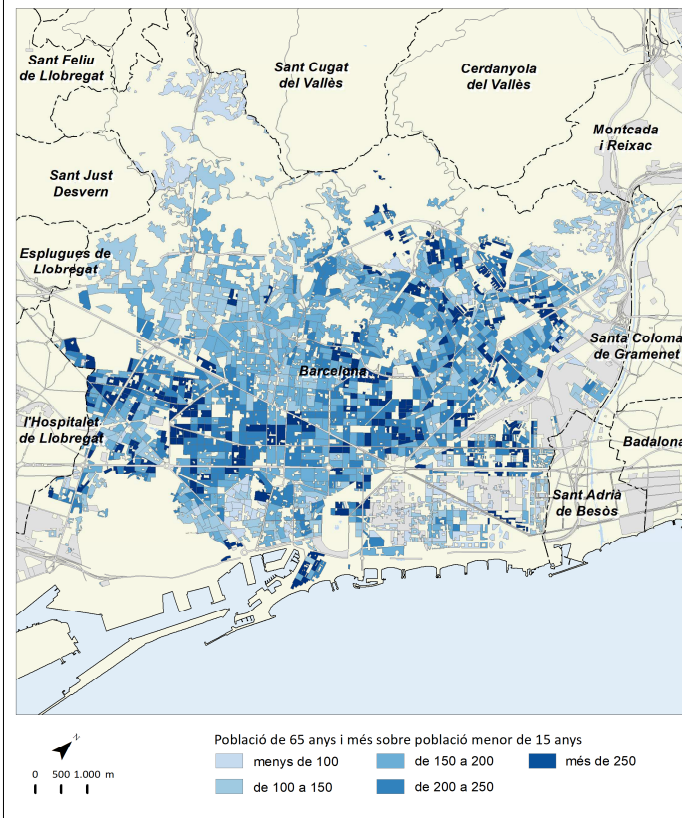 Sant Feliu
de Llobregat
Sant Cugat
del Vallès
Cerdanyola
del Vallès
Montcada
i Reixac
Sant Just
Desvern
Esplugues de
Llobregat
Santa Coloma
de Gramenet
Barcelona
l'Hospitalet
de Llobregat
Badalona
Sant Adrià
de Besòs
N
0 500 1.000 m
Població de 65 anys i més sobre població menor de 15 anys
menys de 100
de 150 a 200
més de 250
de 100 a 150
de 200 a 250